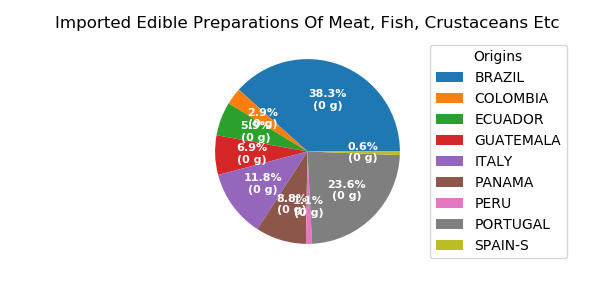 Imported Edible Preparations Of Meat, Fish, Crustaceans Etc
38.3%
(0 g)
2.9%
(0 g)
5.9%
(0 g)
6.9%
(0 g)
11.8%
(0 g)
8.8%
(0 g)
1.1%
(0 g)
23.6%
(0 g)
0.6%
(0 g)
Origins
BRAZIL
COLOMBIA
ECUADOR
GUATEMALA
ITALY
PANAMA
PERU
PORTUGAL
SPAIN-S